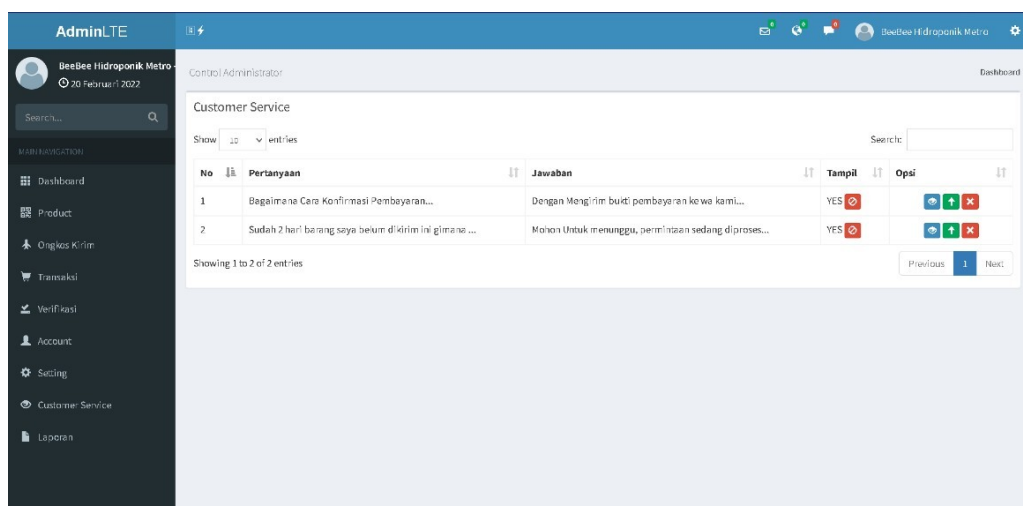 AdminLTE
BeeBee Hidroponik Metro
BeeBee Hidroponik Metro -
20 Februari 2022
Control Administrator
Dashboard
Search...
MAIN NAVIGATION
Dashboard
Product
Ongkos Kirim
Transaksi
Verifikasi
Account
Setting
Customer Service
Laporan
Customer Service
Show 10 entries
Search:
No Pertanyaan Jawaban Tampil Opsi
1 Bagaimana Cara Konfirmasi Pembayaran... Dengan Mengirim bukti pembayaran ke wa kami... YES
2 Sudah 2 hari barang saya belum dikirim ini gimana ... Mohon Untuk menunggu, permintaan sedang diproses... YES
Showing 1 to 2 of 2 entries
Previous 1 Next